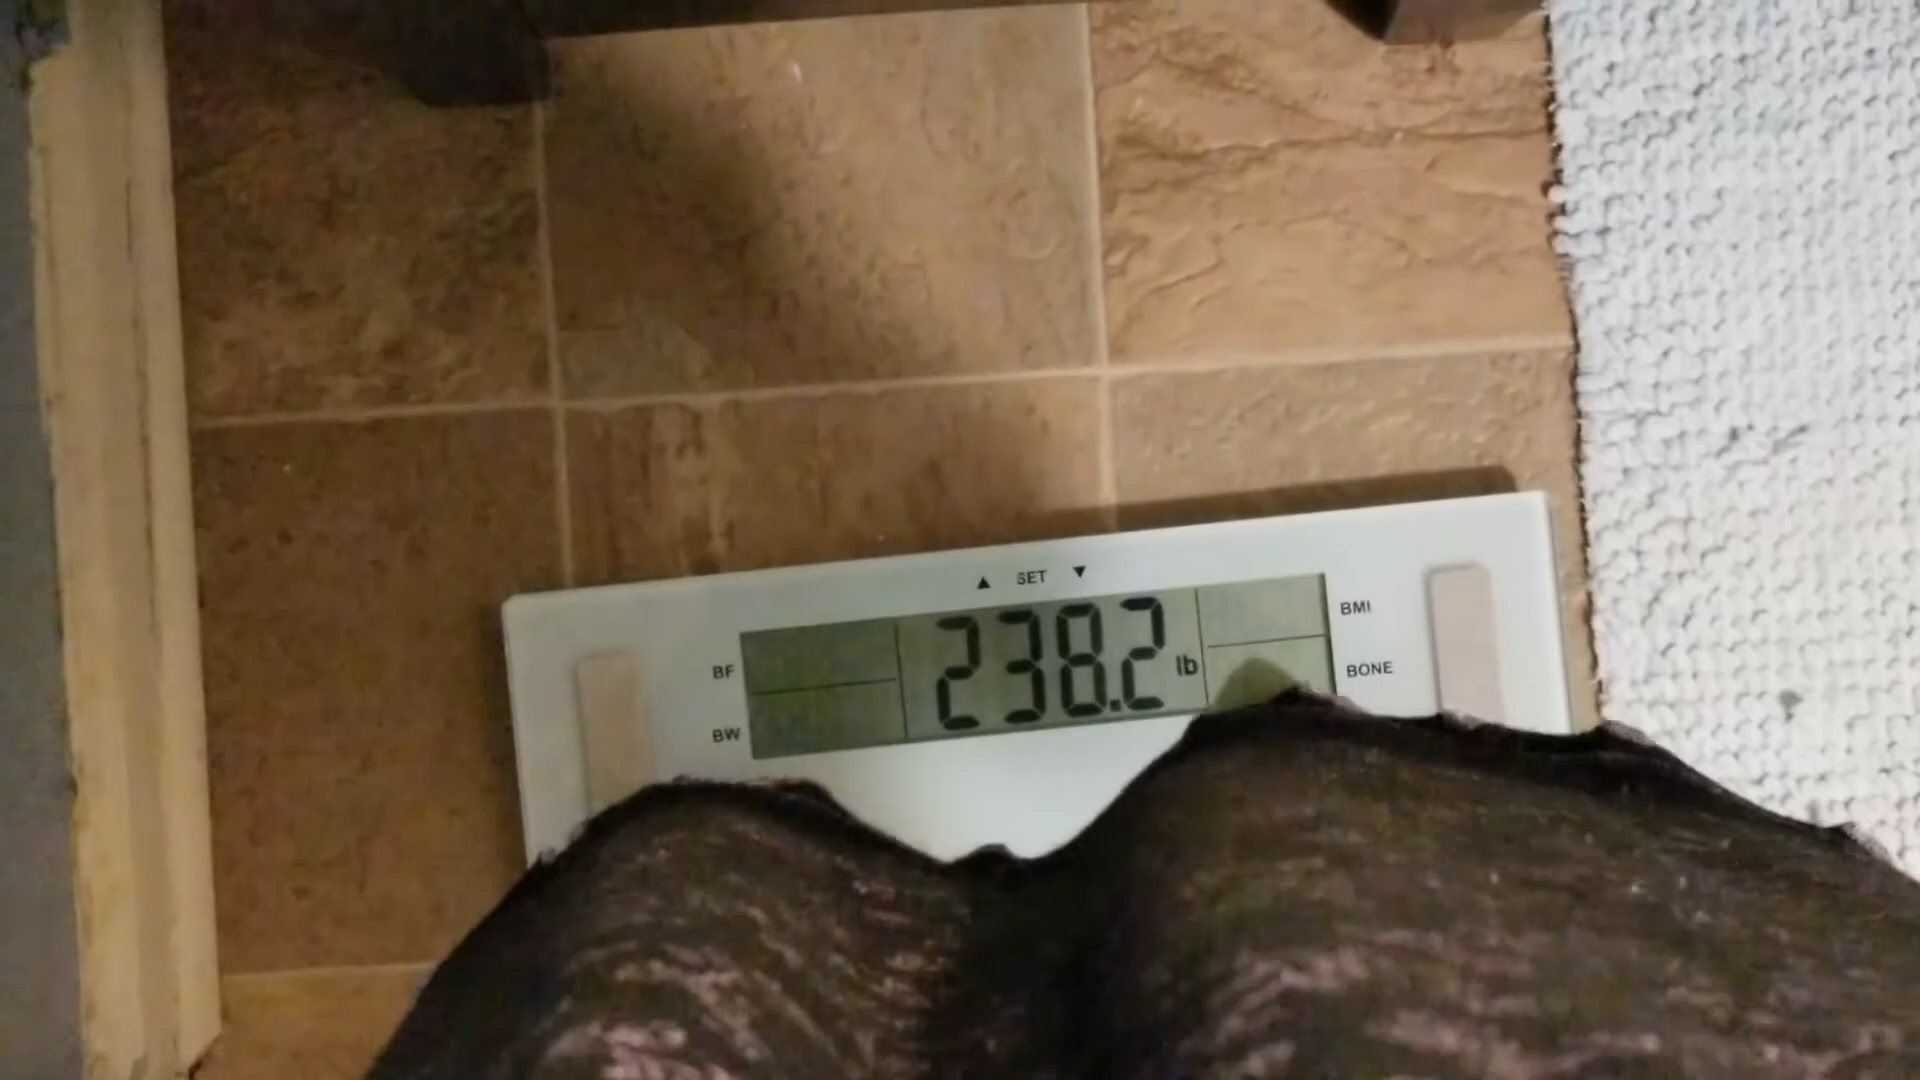 ▲ SET ▼
BF
BW
238.2 lb
BMI
BONE